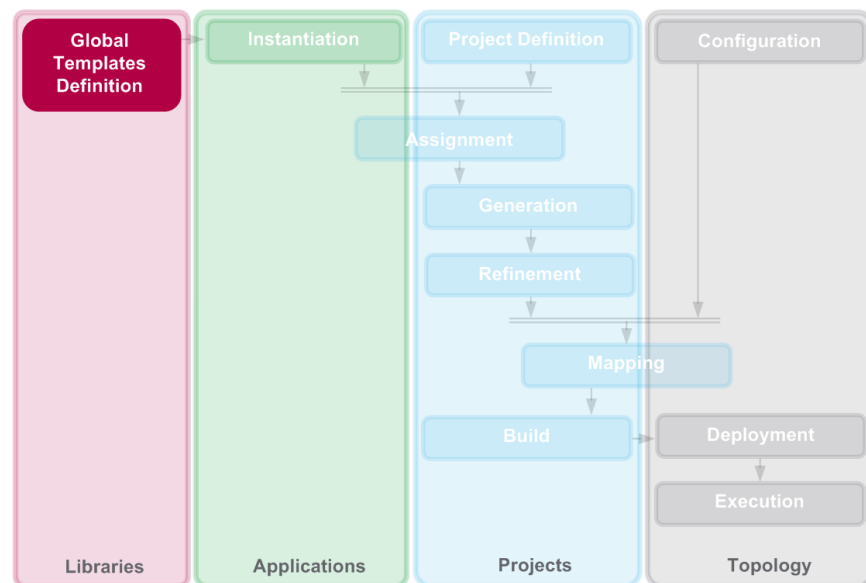 Global
Templates
Definition
Instantiation
Project Definition
Configuration
Assignment
Generation
Refinement
Mapping
Build
Deployment
Execution
Libraries
Applications
Projects
Topology